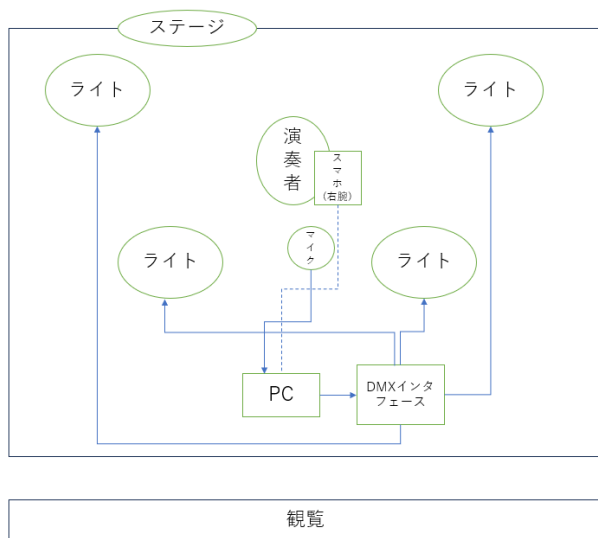 ステージ
ライト
ライト
演奏者
スマホ
(右腕)
マイク
ライト
ライト
PC
DMXインタ
フェース
観覧